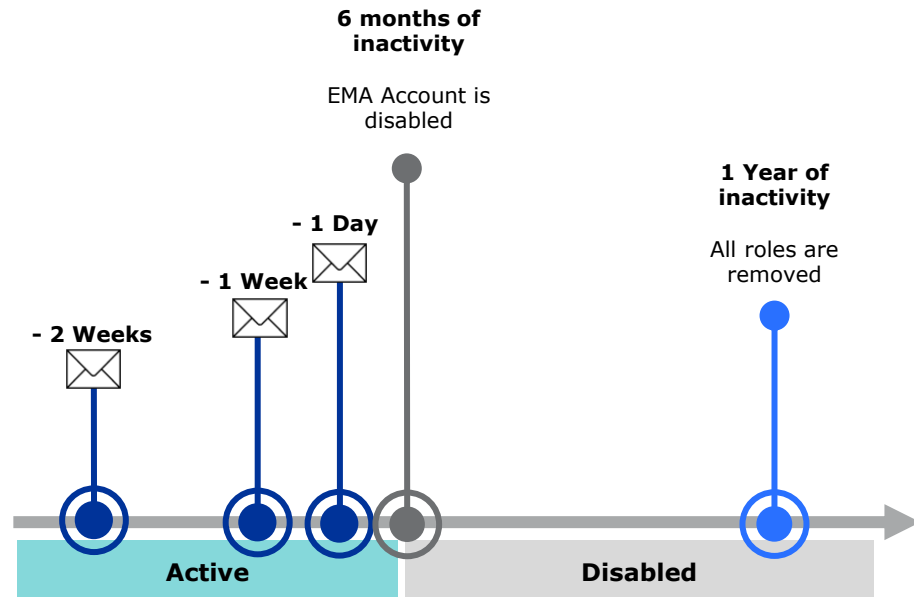 6 months of
inactivity
EMA Account is
disabled
1 Year of
inactivity
All roles are
removed
- 1 Day
- 1 Week
- 2 Weeks
Active
Disabled